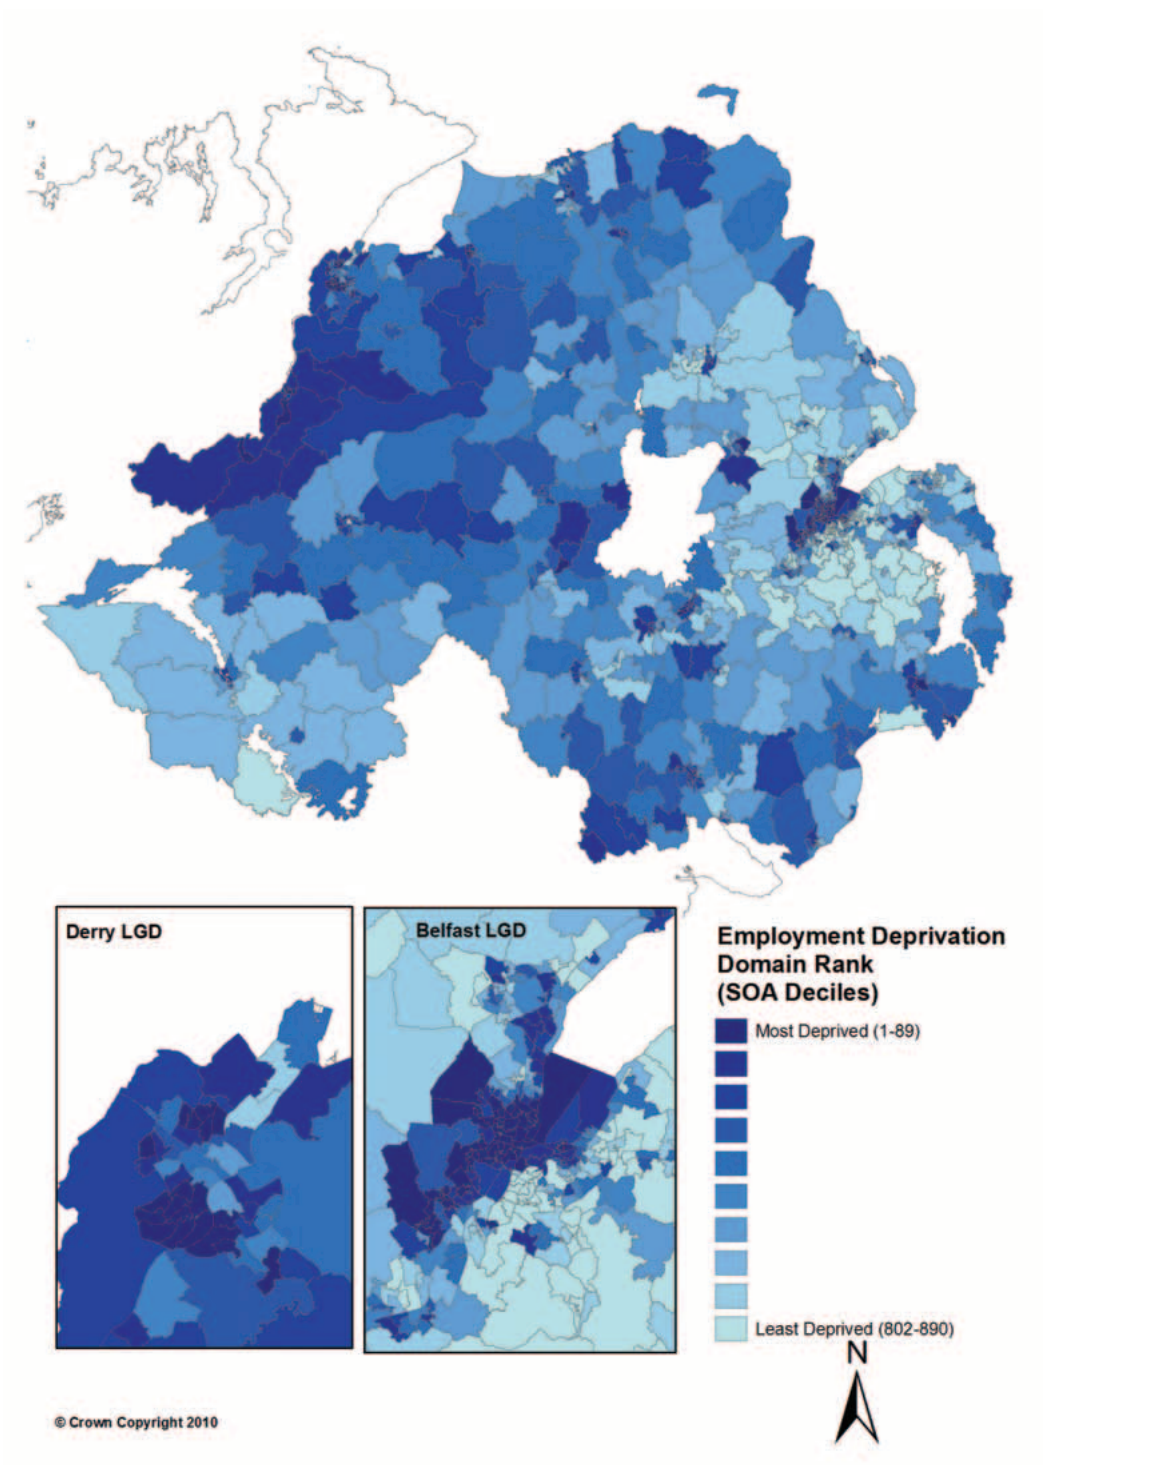 Derry LGD
Belfast LGD
Employment Deprivation
Domain Rank
(SOA Deciles)
Most Deprived (1-89)
Least Deprived (802-890)
N
© Crown Copyright 2010